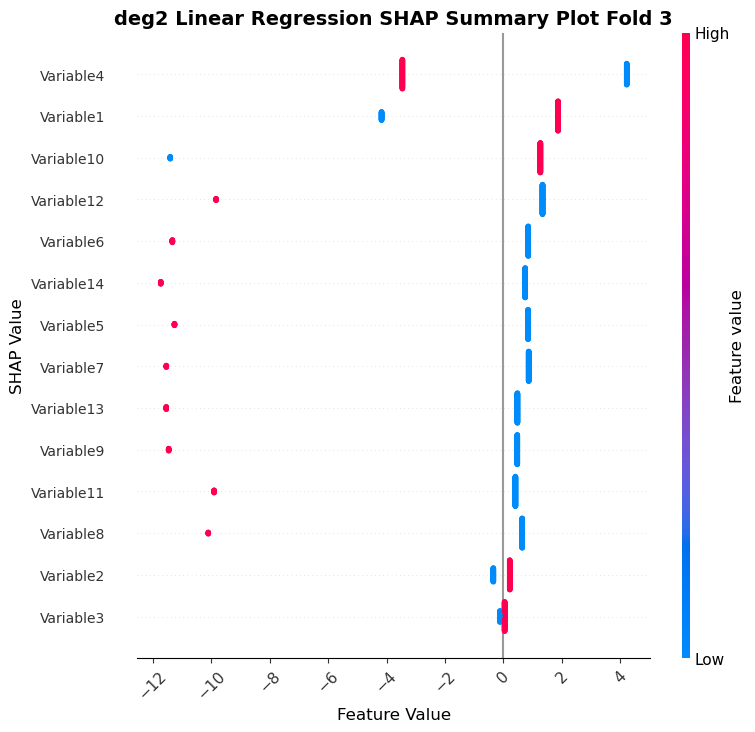 deg2 Linear Regression SHAP Summary Plot Fold 3
High
Variable4
Variable1
Variable10
Variable12
Variable6
Variable14
Variable5
Variable7
Variable13
Variable9
Variable11
Variable8
Variable2
Variable3
SHAP Value
Feature value
Low
−12 −10 −8 −6 −4 −2 0 2 4
Feature Value